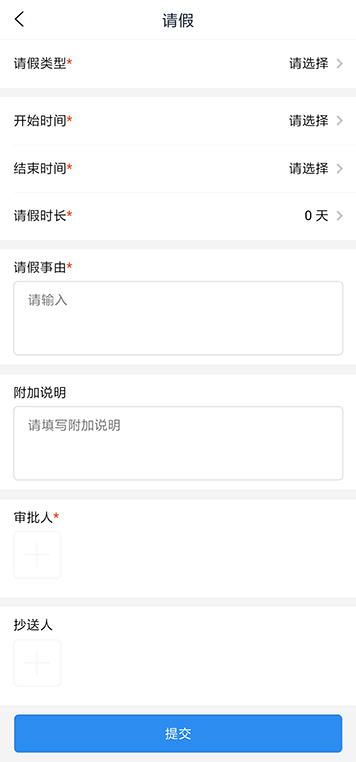 请假
请假类型* 请选择
开始时间* 请选择
结束时间* 请选择
请假时长* 0 天
请假事由*
请输入
附加说明
请填写附加说明
审批人*
抄送人
提交